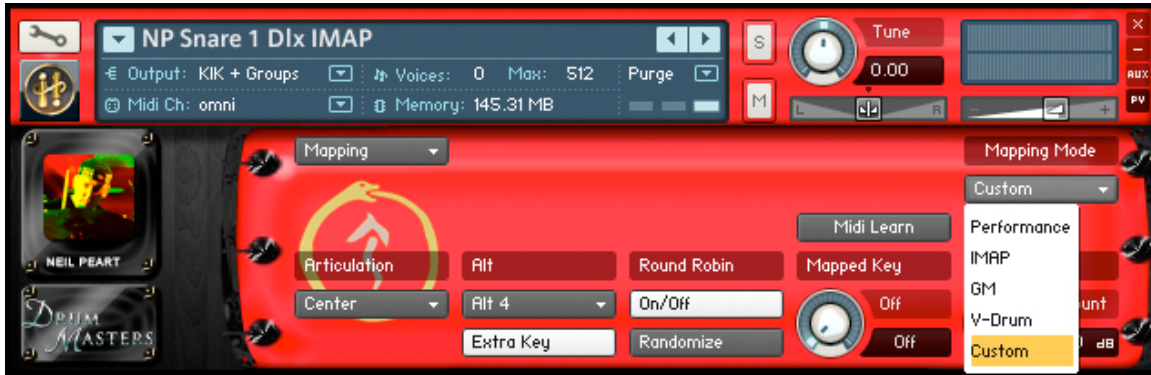 NP Snare 1 Dlx IMAP
S
Tune
X
-
Output: KIK + Groups
Voices: 0 Max: 512
Purge
0.00
AUX
Midi Ch: omni
Memory: 145.31 MB
M
L
R
-
+
PV
Mapping
Mapping Mode
Custom
Midi Learn
Performance
NEIL PEART
Articulation
Alt
Round Robin
Mapped Key
IMAP
GM
Center
Alt 4
On/Off
Off
V-Drum
Drum Masters
Extra Key
Randomize
Off
Custom
dB